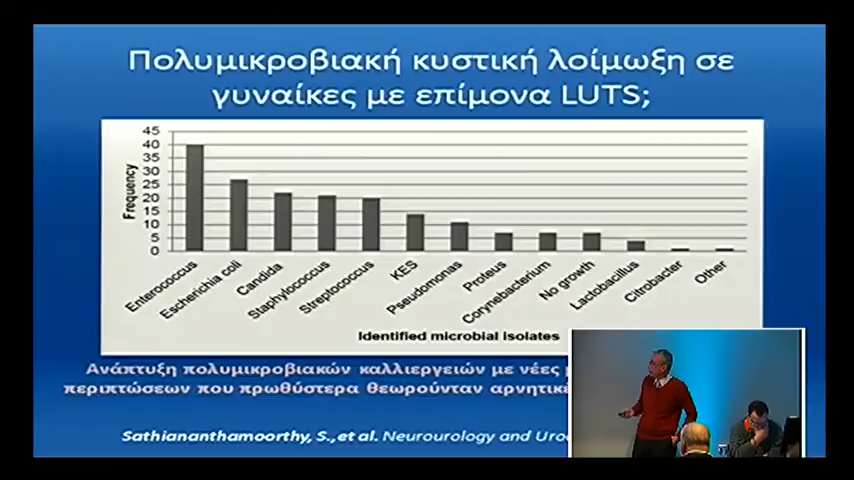 Πολυμικροβιακή κυστική λοίμωξη σε
γυναίκες με επίμονα LUTS;
45
40
35
30
25
20
15
10
5
0
Frequency
Enterococcus
Escherichia coli
Candida
Staphylococcus
Streptococcus
KES
Pseudomonas
Proteus
Corynebacterium
No growth
Lactobacillus
Citrobacter
Other
Identified microbial isolates
Ανάπτυξη πολυμικροβιακών καλλιεργειών με νέες
περιπτώσεων που πρωθύστερα θεωρούνταν
Sathiananthamoorthy, S.,et al. Neurourology and